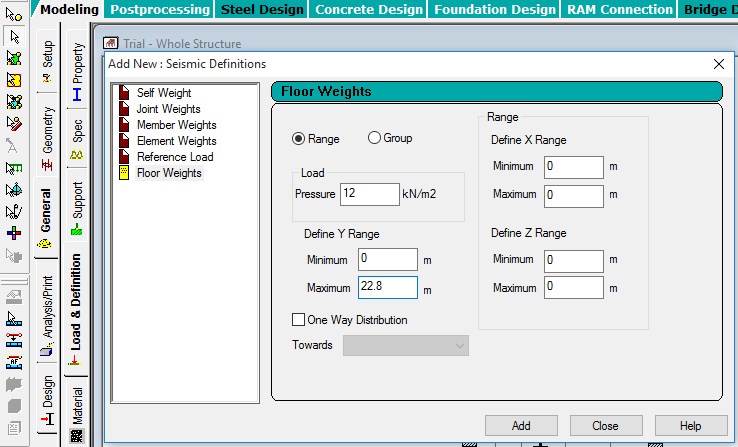 Modeling Postprocessing Steel Design Concrete Design Foundation Design RAM Connection Bridge D
Trial - Whole Structure
Add New : Seismic Definitions
Setup
Geometry
General
Analysis/Print
Design
Property
Spec
Support
Load & Definition
Material
Self Weight
Joint Weights
Member Weights
Element Weights
Reference Load
Floor Weights
Floor Weights
Range Group
Load
Pressure 12 kN/m2
Define Y Range
Minimum 0 m
Maximum 22.8 m
One Way Distribution
Towards
Range
Define X Range
Minimum 0 m
Maximum 0 m
Define Z Range
Minimum 0 m
Maximum 0 m
Add Close Help
A
AF